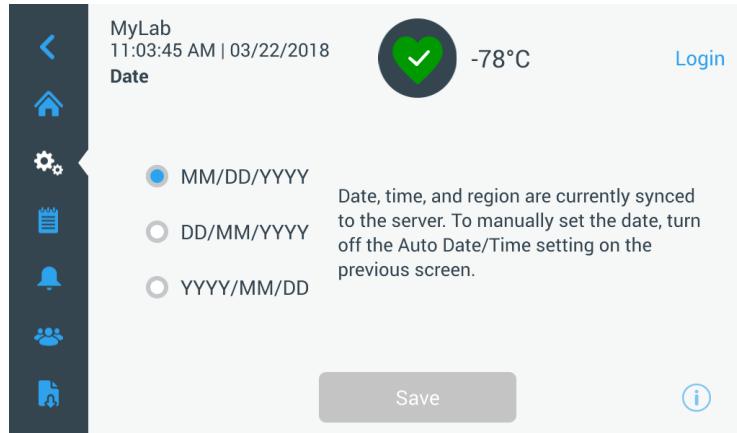 MyLab
11:03:45 AM | 03/22/2018
Date
-78°C
Login
MM/DD/YYYY
DD/MM/YYYY
YYYY/MM/DD
Date, time, and region are currently synced
to the server. To manually set the date, turn
off the Auto Date/Time setting on the
previous screen.
Save